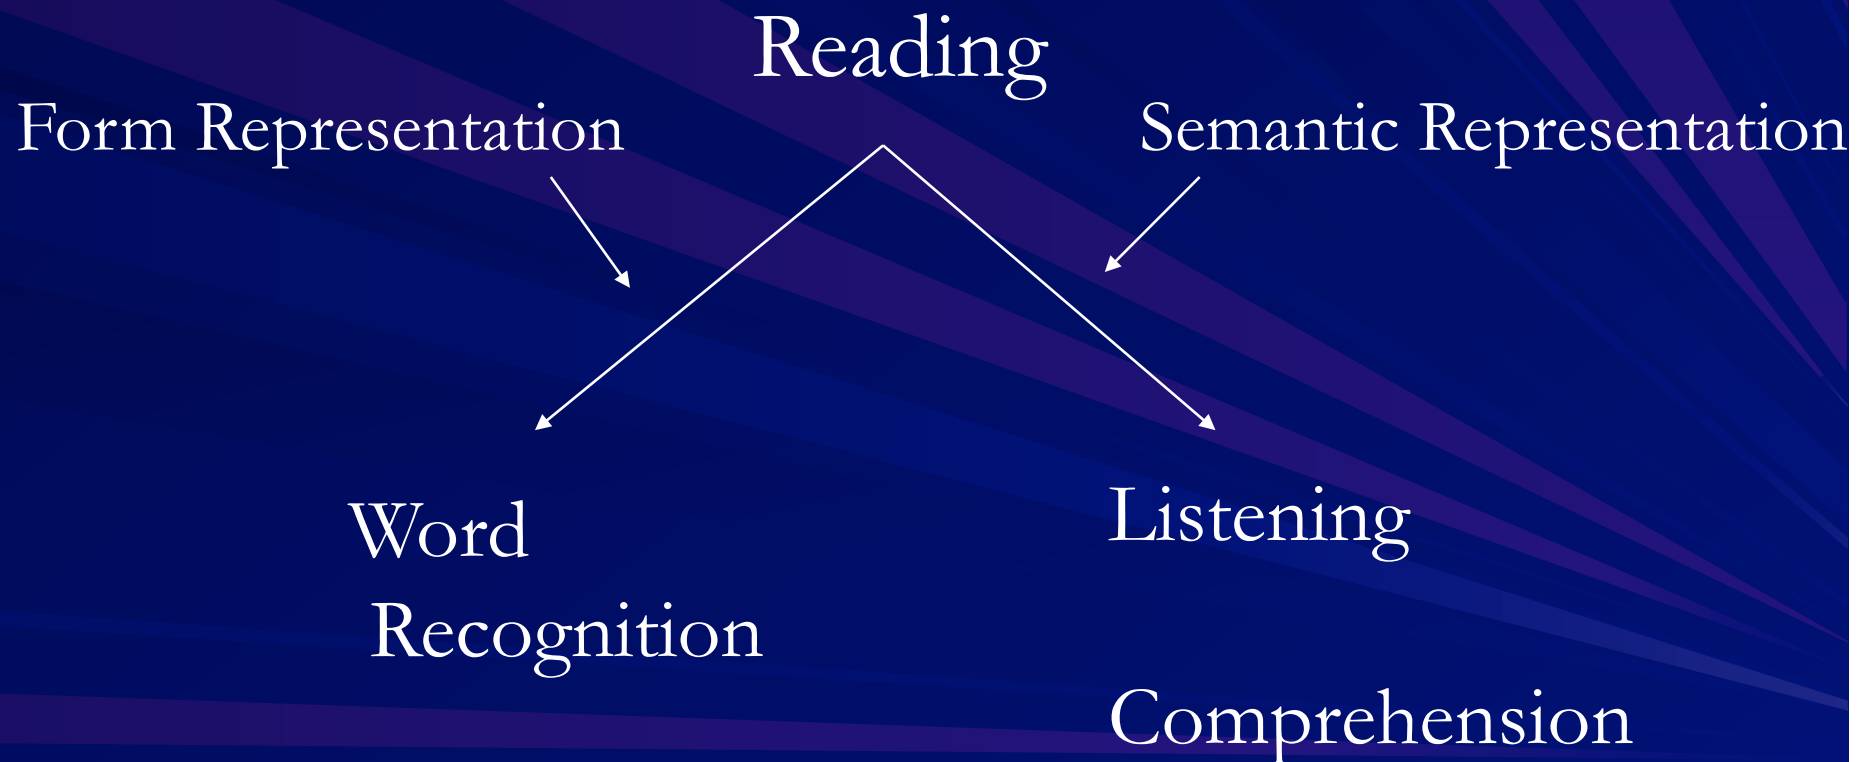 Reading
Form Representation
Semantic Representation
Word
Recognition
Listening
Comprehension